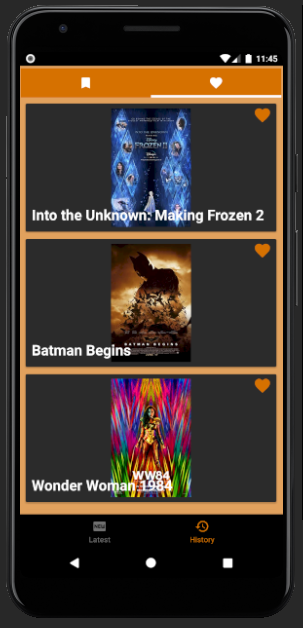 11:45
FROZEN II
Into the Unknown: Making Frozen 2
BATMAN BEGINS
Batman Begins
WW84
Wonder Woman 1984
NEW
Latest
History